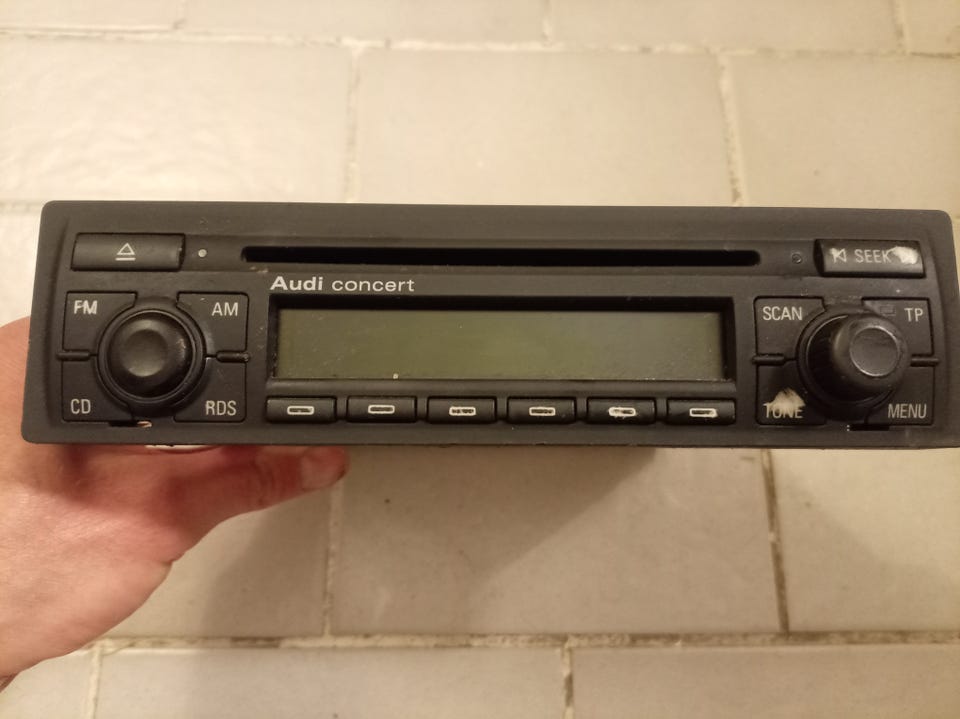 SEEK
Audi concert
FM
AM
SCAN
TP
CD
RDS
TONE
MENU